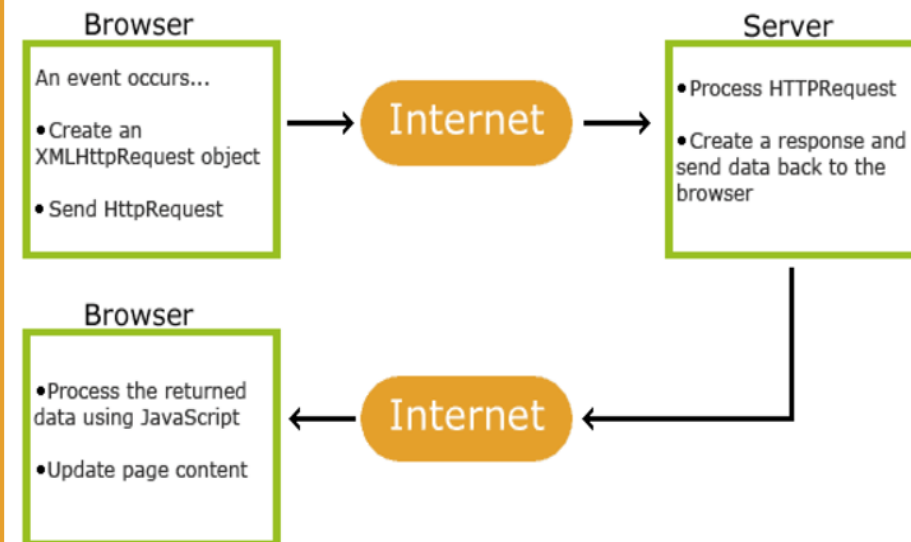 Browser
An event occurs...
•Create an
XMLHttpRequest object
• Send HttpRequest
Internet
Server
•Process HTTPRequest
•Create a response and
send data back to the
browser
Browser
•Process the returned
data using JavaScript
•Update page content
Internet